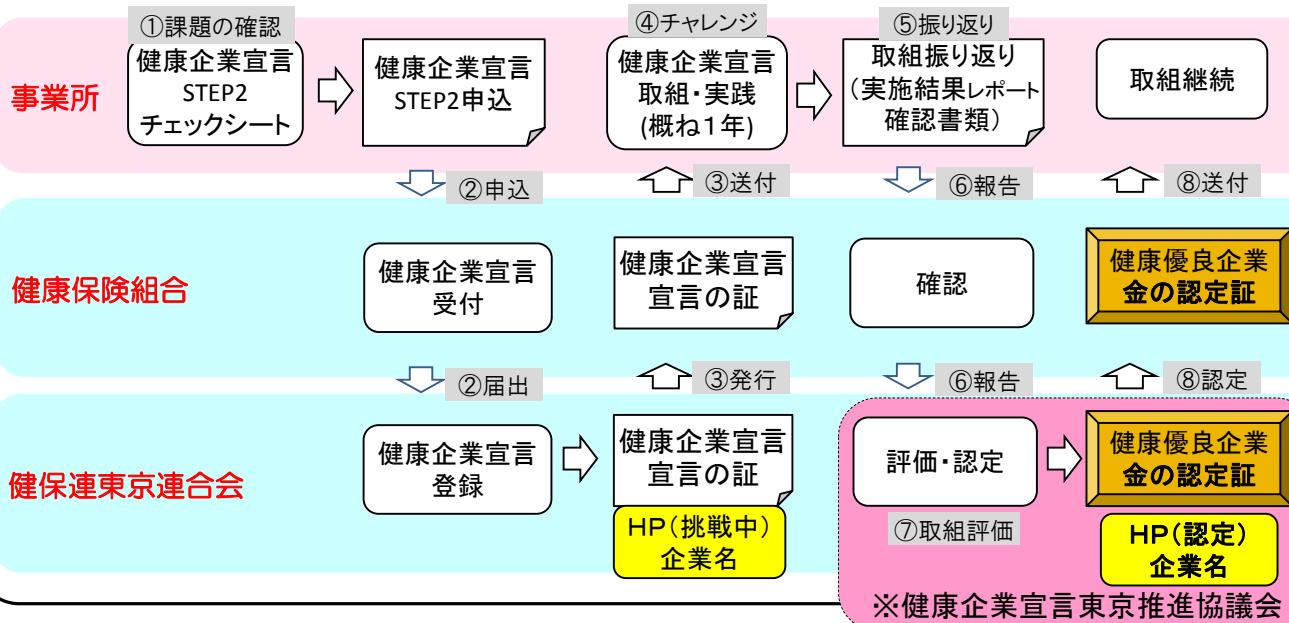 ①課題の確認
健康企業宣言
STEP2
チェックシート
健康企業宣言
STEP2申込
④チャレンジ
健康企業宣言
取組・実践
(概ね1年)
⑤振り返り
取組振り返り
(実施結果レポート
確認書類)
取組継続
事業所
②申込
③送付
⑥報告
⑧送付
健康保険組合
健康企業宣言
受付
健康企業宣言
宣言の証
確認
健康優良企業
金の認定証
②届出
③発行
⑥報告
⑧認定
健保連東京連合会
健康企業宣言
登録
健康企業宣言
宣言の証
HP(挑戦中)
企業名
評価・認定
⑦取組評価
健康優良企業
金の認定証
HP(認定)
企業名
※健康企業宣言東京推進協議会